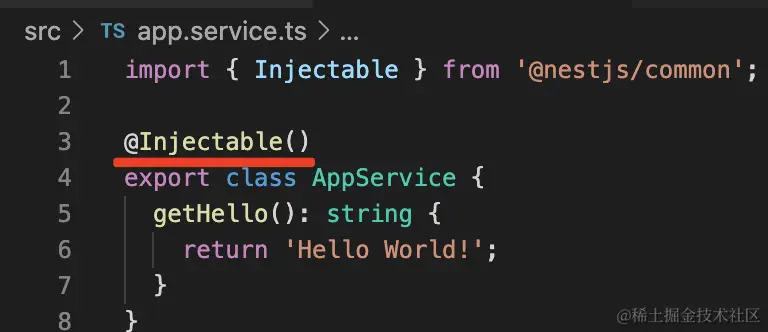 src > TS app.service.ts > ...
1 import { Injectable } from '@nestjs/common';
2
3 @Injectable()
4 export class AppService {
5   getHello(): string {
6     return 'Hello World!';
7   }
8 }
@稀土掘金技术社区